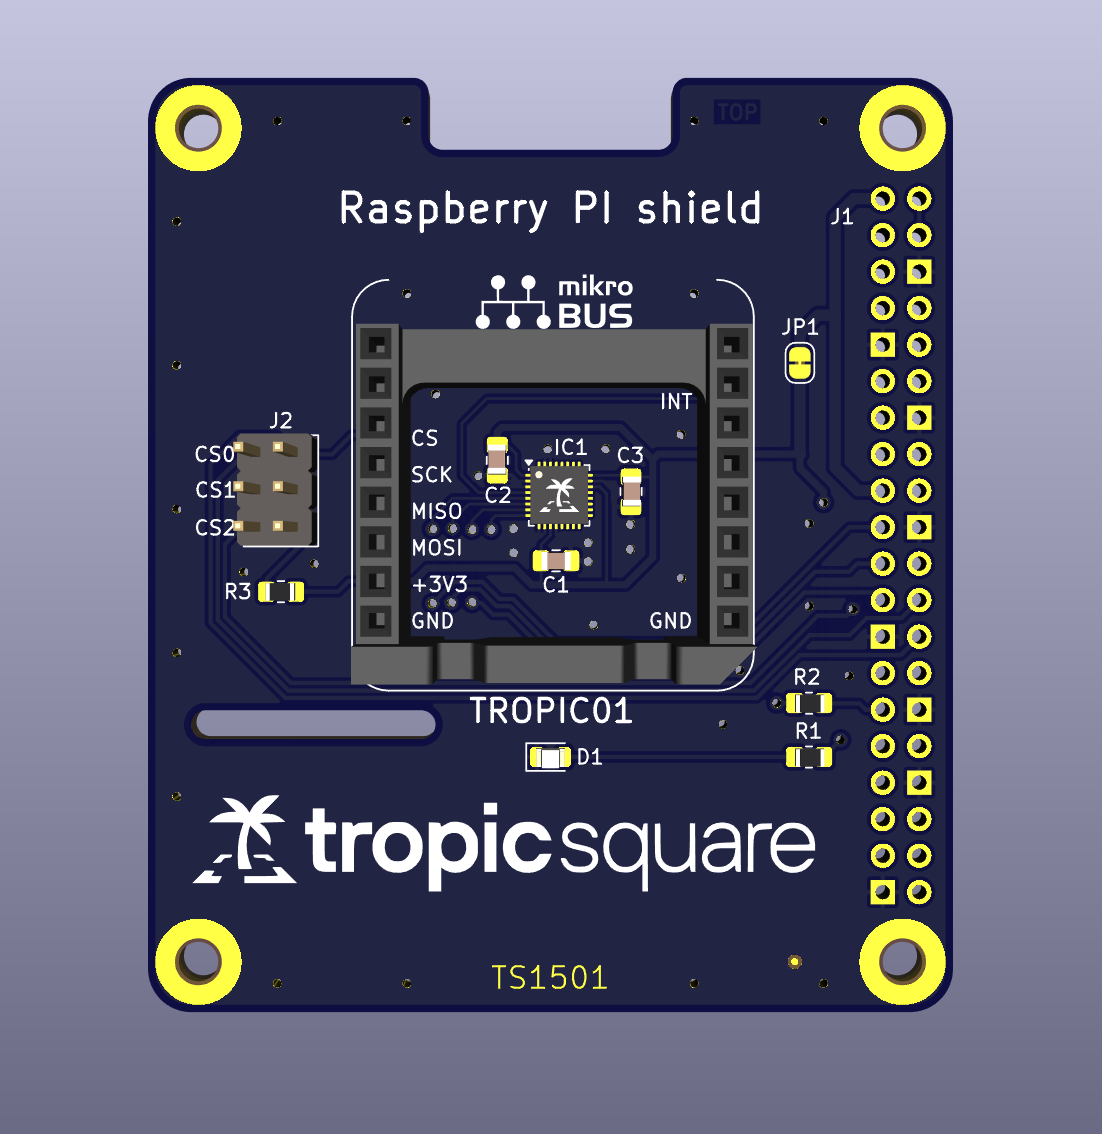 TOP
Raspberry PI shield
J1
mikro
BUS
JP1
INT
J2
CS
IC1
CS0
C3
SCK
CS1
C2
MISO
CS2
MOSI
+3V3
C1
R3
GND
GND
R2
TROPIC01
R1
D1
tropicsquare
TS1501